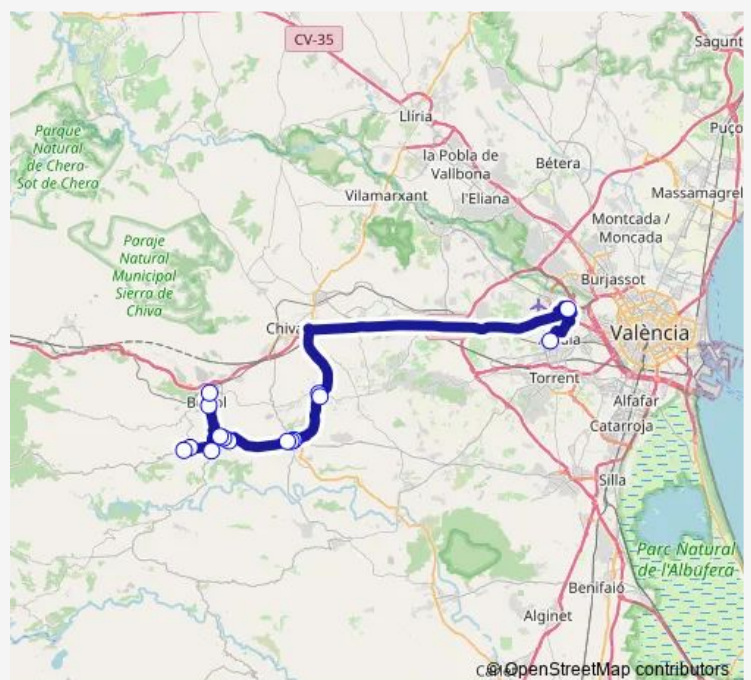 CV-35
Sagunt
Llíria
Puço
Parque
Natural
de Chera-
Sot de Chera
la Pobla de
Vallbona
Bétera
l'Eliana
Massamagrel
Vilamarxant
Montcada /
Moncada
Paraje
Natural
Municipal
Sierra de
Chiva
Burjassot
Chiva
València
Torrent
Alfafar
Catarroja
Silla
Parc Natural
de l'Albufera
Benifaió
Alginet
© OpenStreetMap contributors